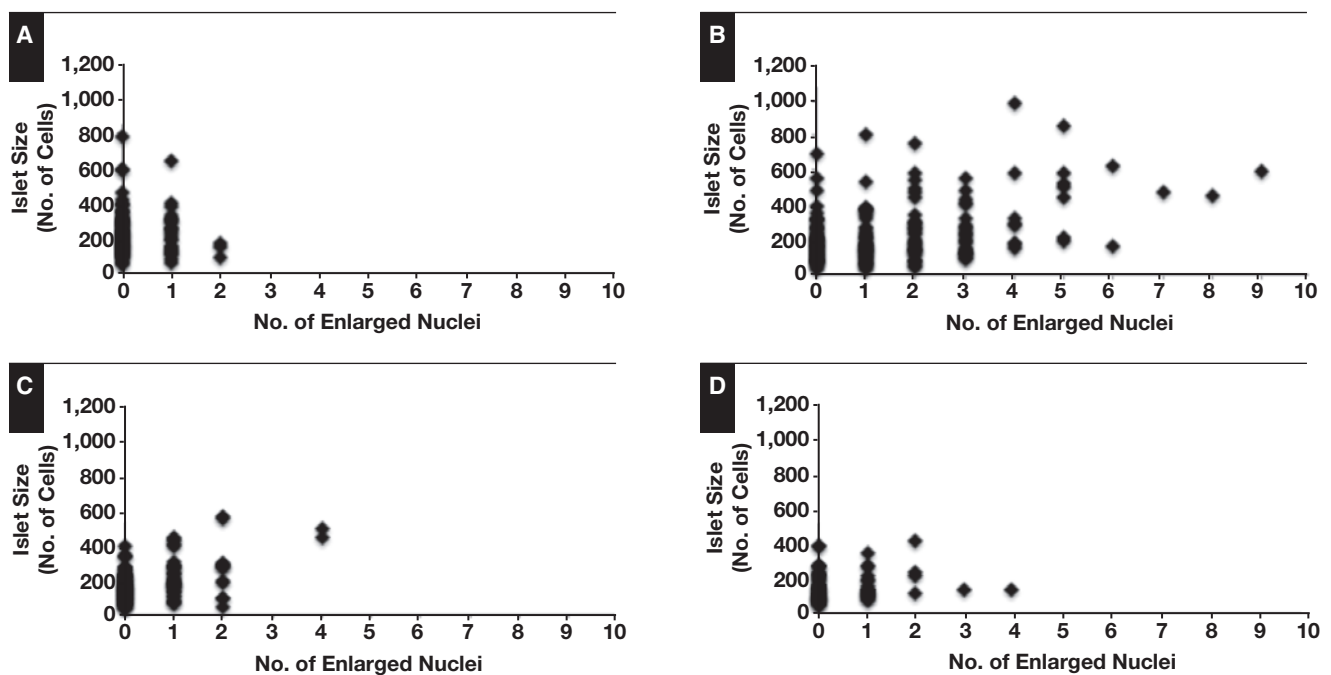 A
1,200
1,000
800
600
400
200
0
Islet Size
(No. of Cells)
0 1 2 3 4 5 6 7 8 9 10
No. of Enlarged Nuclei
B
1,200
1,000
800
600
400
200
0
Islet Size
(No. of Cells)
0 1 2 3 4 5 6 7 8 9 10
No. of Enlarged Nuclei
C
1,200
1,000
800
600
400
200
0
Islet Size
(No. of Cells)
0 1 2 3 4 5 6 7 8 9 10
No. of Enlarged Nuclei
D
1,200
1,000
800
600
400
200
0
Islet Size
(No. of Cells)
0 1 2 3 4 5 6 7 8 9 10
No. of Enlarged Nuclei